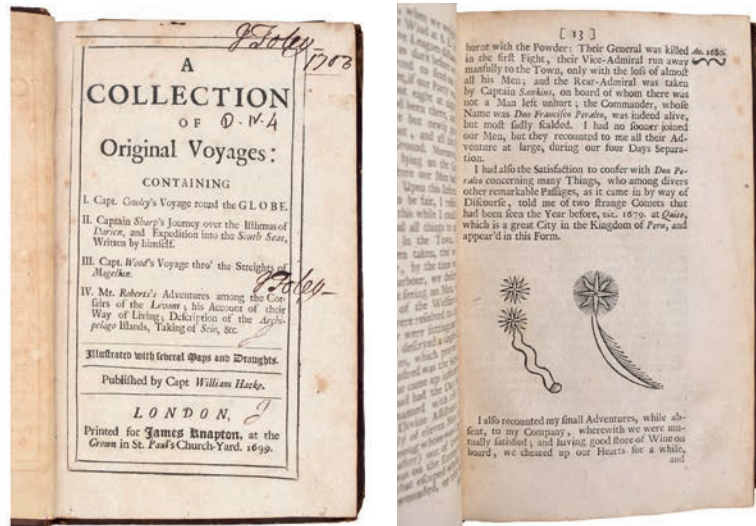 J Foley
1703
A
COLLECTION
OF
D·IV·4
Original Voyages:
CONTAINING
I. Capt. Cowley's Voyage round the GLOBE.
II. Captain Sharp's Journey over the Isthmus of
Darien, and Expedition into the South Seas,
Written by himself.
III. Capt. Wood's Voyage thro' the Streights of
Magellan.
J Foley
IV. Mr. Roberts's Adventures among the Cor-
sairs of the Levant; his Account of their
Way of Living; Description of the Archi-
pelago Islands, Taking of Scio, &c.
Illustrated with several Maps and Draughts.
Published by Capt William Hacke.
LONDON,
Printed for James Knapton, at the
Crown in St. Paul's Church-Yard. 1699.
[ 13 ]
burnt with the Powder: Their General was killed
An. 1680.
in the first Fight, their Vice-Admiral run away
manfully to the Town, only with the loss of almost
all his Men; and the Rear-Admiral was taken
by Captain Sawkins, on board of whom there was
not a Man left unhurt; the Commander, whose
Name was Don Francisco Peralto, was indeed alive,
but most sadly scalded. I had no sooner joined
our Men, but they recounted to me all their Ad-
venture at large, during our four Days Separa-
tion.
I had also the Satisfaction to confer with Don Pe-
ralto concerning many Things, who among divers
other remarkable Passages, as it came in by way of
Discourse, told me of two strange Comets that
had been seen the Year before, viz. 1679. at Quito,
which is a great City in the Kingdom of Peru, and
appear'd in this Form.
I also recounted my small Adventures, while ab-
sent, to my Company, wherewith we were mu-
tually satisfied; and having good store of Wine on
board, we cheared up our Hearts for a while,
and